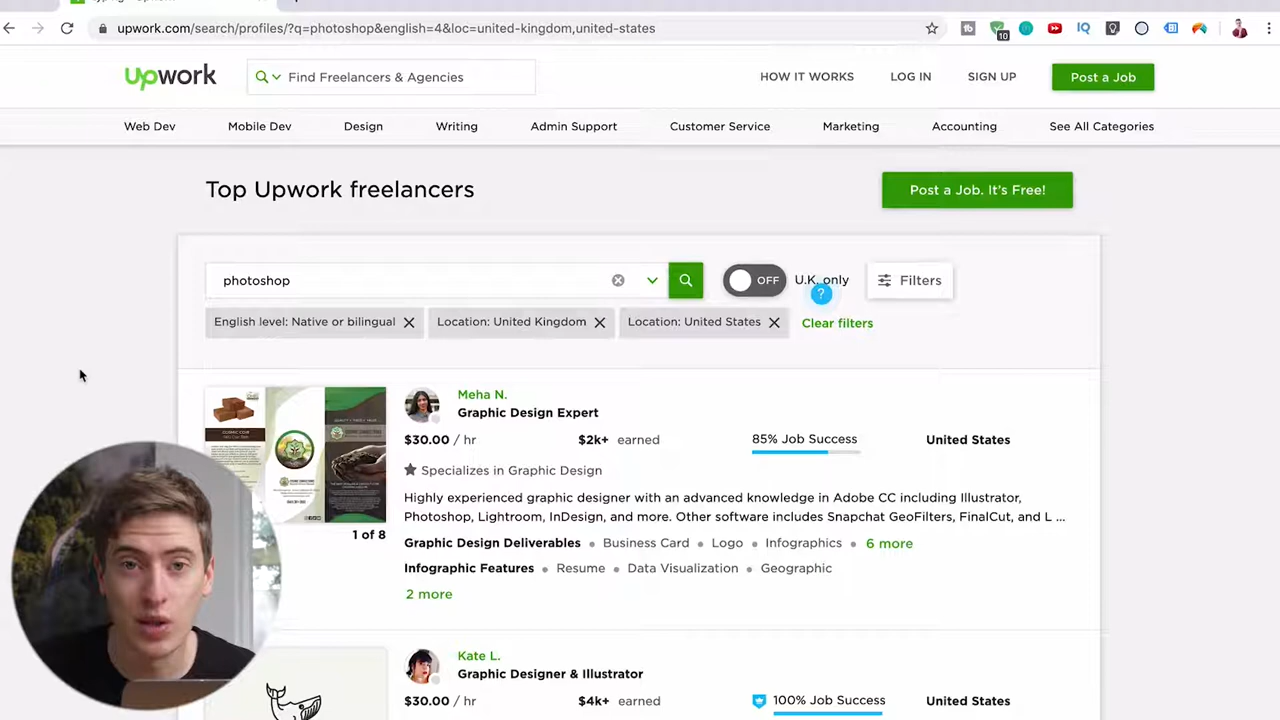 upwork.com/search/profiles/?q=photoshop&english=4&loc=united-kingdom,united-states
10
IQ
upwork
Find Freelancers & Agencies
HOW IT WORKS
LOG IN
SIGN UP
Post a Job
Web Dev
Mobile Dev
Design
Writing
Admin Support
Customer Service
Marketing
Accounting
See All Categories
Top Upwork freelancers
Post a Job. It's Free!
photoshop
OFF
U.K. only
?
Filters
English level: Native or bilingual
Location: United Kingdom
Location: United States
Clear filters
Meha N.
Graphic Design Expert
$30.00 / hr
$2k+ earned
85% Job Success
United States
Specializes in Graphic Design
Highly experienced graphic designer with an advanced knowledge in Adobe CC including Illustrator,
Photoshop, Lightroom, InDesign, and more. Other software includes Snapchat GeoFilters, FinalCut, and L ...
1 of 8
Graphic Design Deliverables • Business Card • Logo • Infographics • 6 more
Infographic Features • Resume • Data Visualization • Geographic
2 more
Kate L.
Graphic Designer & Illustrator
$30.00 / hr
$4k+ earned
100% Job Success
United States